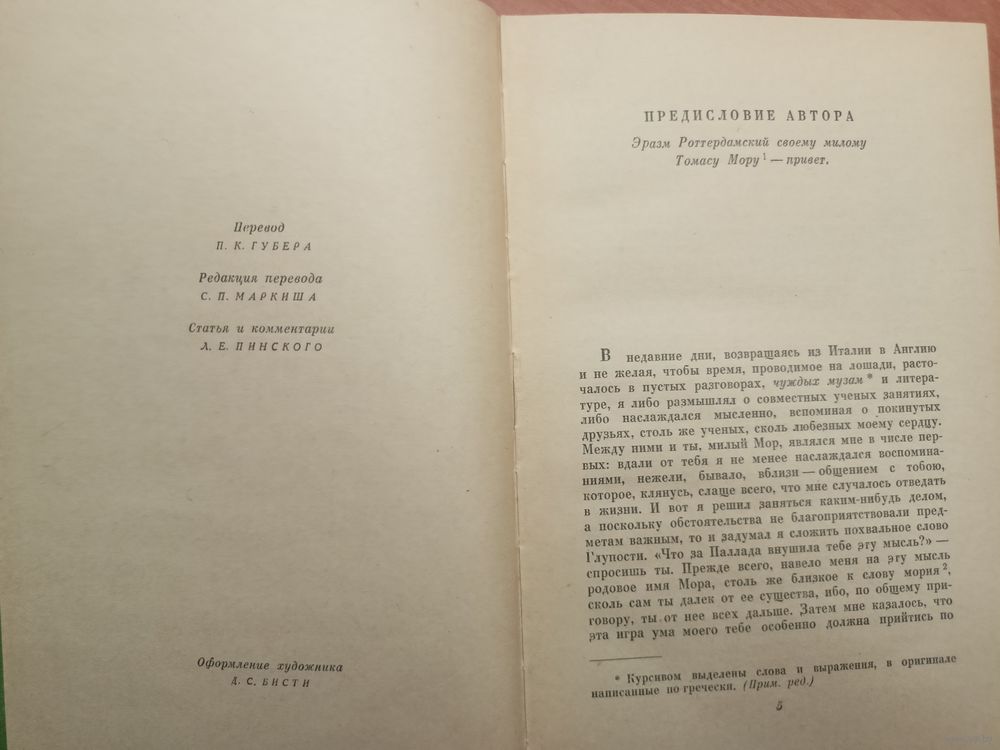 Перевод
П. К. ГУБЕРА
Редакция перевода
С. П. МАРКИША
Статья и комментарии
Л. Е. ПИНСКОГО
Оформление художника
Д. С. БИСТИ
ПРЕДИСЛОВИЕ АВТОРА
Эразм Роттердамский своему милому
Томасу Мору ¹ — привет.
В недавние дни, возвращаясь из Италии в Англию
и не желая, чтобы время, проводимое на лошади, расто-
чалось в пустых разговорах, чуждых музам * и литера-
туре, я либо размышлял о совместных ученых занятиях,
либо наслаждался мысленно, вспоминая о покинутых
друзьях, столь же ученых, сколь любезных моему сердцу.
Между ними и ты, милый Мор, являлся мне в числе пер-
вых: вдали от тебя я не менее наслаждался воспомина-
ниями, нежели, бывало, вблизи — общением с тобою,
которое, клянусь, слаще всего, что мне случалось отведать
в жизни. И вот я решил заняться каким-нибудь делом,
а поскольку обстоятельства не благоприятствовали пред-
метам важным, то и задумал я сложить похвальное слово
Глупости. «Что за Паллада внушила тебе эту мысль?» —
спросишь ты. Прежде всего, навело меня на эту мысль
родовое имя Мора, столь же близкое к слову мория ²,
сколь сам ты далек от ее существа, ибо, по общему при-
говору, ты от нее всех дальше. Затем мне казалось, что
эта игра ума моего тебе особенно должна прийтись по
* Курсивом выделены слова и выражения, в оригинале
написанные по-гречески. (Прим. ред.)
5